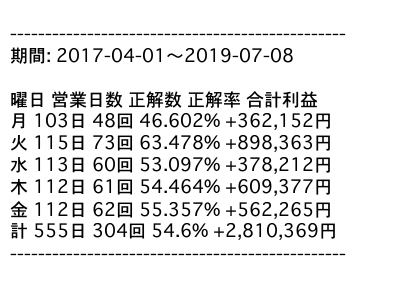 ------------------------------------------------
期間: 2017-04-01〜2019-07-08
曜日 営業日数 正解数 正解率 合計利益
月 103日 48回 46.602% +362,152円
火 115日 73回 63.478% +898,363円
水 113日 60回 53.097% +378,212円
木 112日 61回 54.464% +609,377円
金 112日 62回 55.357% +562,265円
計 555日 304回 54.6% +2,810,369円
------------------------------------------------